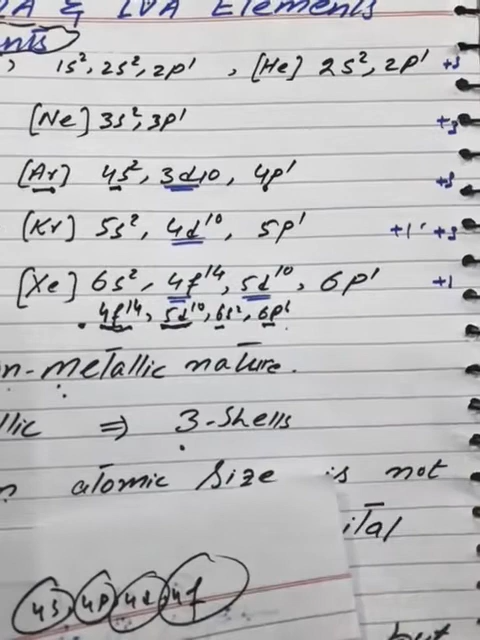 A & IVA Elements
nts
, 1s², 2s², 2p¹ , [He] 2s², 2p¹ +3
[Ne] 3s², 3p¹ +3
[Ar] 4s², 3d10, 4p¹ +3
[Kr] 5s², 4d¹⁰, 5p¹ +1, +3
[Xe] 6s², 4f¹⁴, 5d¹⁰, 6p¹ +1
4f¹⁴, 5d¹⁰, 6s², 6p¹
n-metallic nature.
llic ⇒ 3-Shells
n atomic Size is not
ital
4s, 4p, 4d, 4f
but